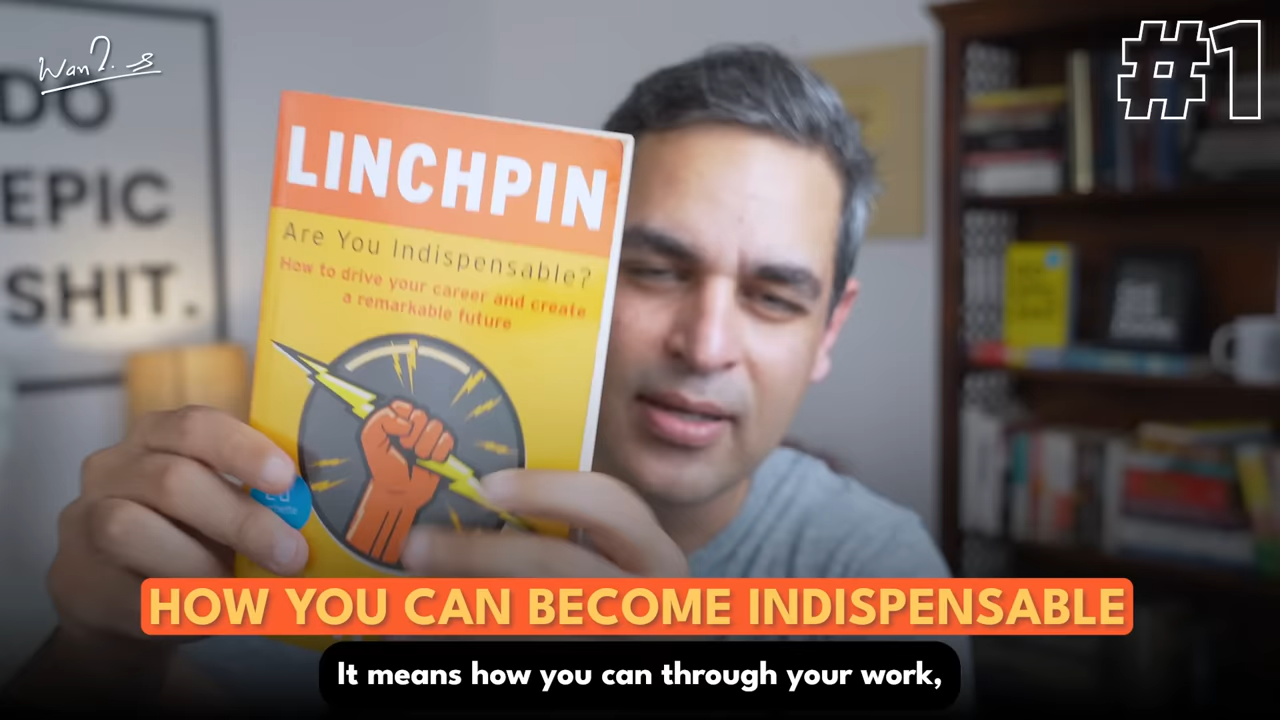 #1
DO
EPIC
SHIT.
LINCHPIN
Are You Indispensable?
How to drive your career and create
a remarkable future
HOW YOU CAN BECOME INDISPENSABLE
It means how you can through your work,